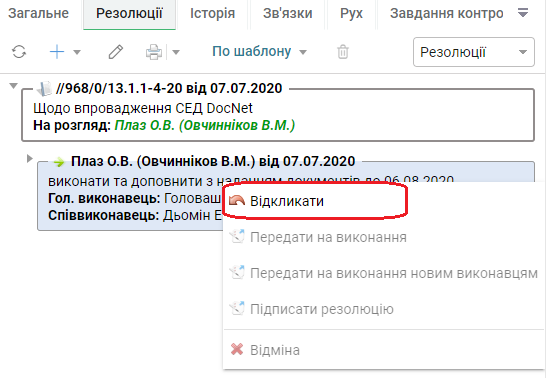 Загальне Резолюції Історія Зв'язки Рух Завдання контро
По шаблону Резолюції
//968/0/13.1.1-4-20 від 07.07.2020
Щодо впровадження СЕД DocNet
На розгляд: Плаз О.В. (Овчинніков В.М.)
Плаз О.В. (Овчинніков В.М.) від 07.07.2020
виконати та доповнити з наданням документів до 06.08.2020
Гол. виконавець: Головаш
Співвиконавець: Дьомін Е
Відкликати
Передати на виконання
Передати на виконання новим виконавцям
Підписати резолюцію
Відміна